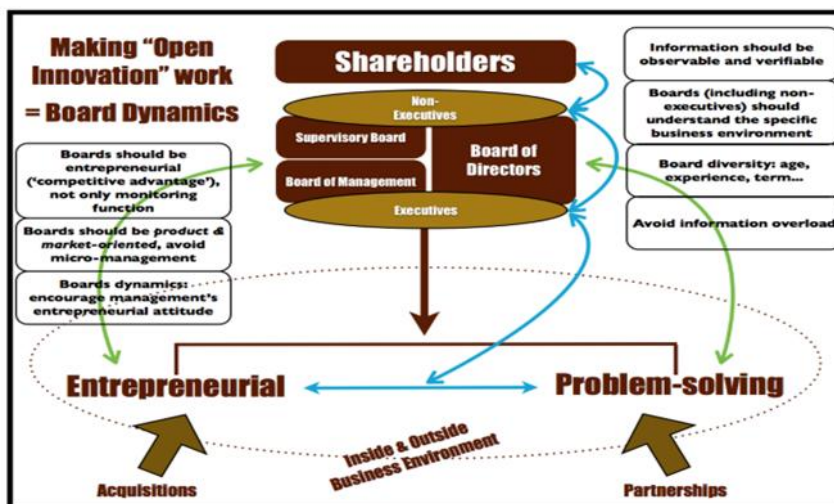 Making “Open
Innovation” work
= Board Dynamics
Shareholders
Non-
Executives
Supervisory Board
Board of Management
Board of
Directors
Executives
Boards should be
entrepreneurial
(‘competitive advantage’),
not only monitoring
function
Boards should be product &
market-oriented, avoid
micro-management
Boards dynamics:
encourage management’s
entrepreneurial attitude
Information should be
observable and verifiable
Boards (including non-
executives) should
understand the specific
business environment
Board diversity: age,
experience, term...
Avoid information overload
Entrepreneurial
Problem-solving
Inside & Outside
Business Environment
Acquisitions
Partnerships